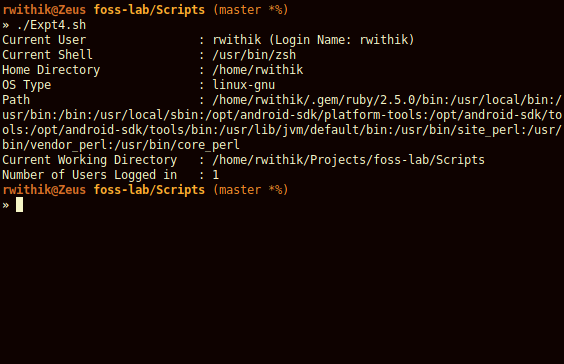 rwithik@Zeus foss-lab/Scripts (master *%)
» ./Expt4.sh
Current User : rwithik (Login Name: rwithik)
Current Shell : /usr/bin/zsh
Home Directory : /home/rwithik
OS Type : linux-gnu
Path : /home/rwithik/.gem/ruby/2.5.0/bin:/usr/local/bin:/
usr/bin:/bin:/usr/local/sbin:/opt/android-sdk/platform-tools:/opt/android-sdk/to
ols:/opt/android-sdk/tools/bin:/usr/lib/jvm/default/bin:/usr/bin/site_perl:/usr/
bin/vendor_perl:/usr/bin/core_perl
Current Working Directory : /home/rwithik/Projects/foss-lab/Scripts
Number of Users Logged in : 1
rwithik@Zeus foss-lab/Scripts (master *%)
»